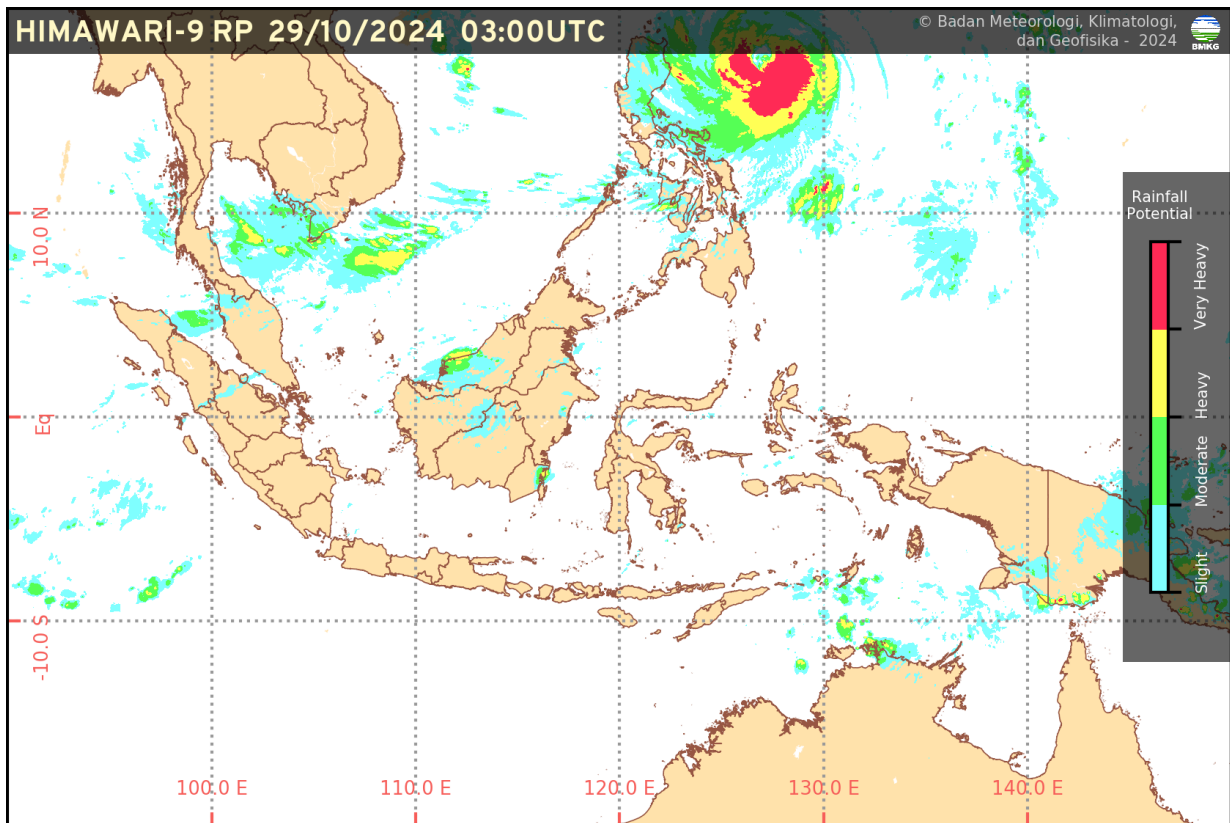 HIMAWARI-9 RP 29/10/2024 03:00UTC
© Badan Meteorologi, Klimatologi,
dan Geofisika - 2024
BMKG
Rainfall
Potential
Very Heavy
Heavy
Moderate
Slight
10.0 N
Eq
-10.0 S
100.0 E
110.0 E
120.0 E
130.0 E
140.0 E